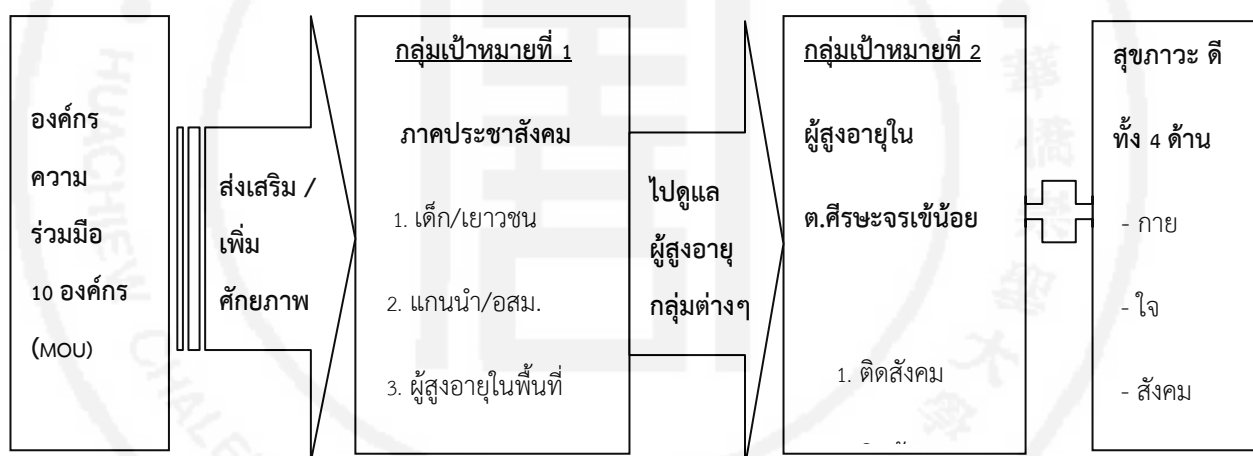 องค์กร
ความ
ร่วมมือ
10 องค์กร
(MOU)
ส่งเสริม /
เพิ่ม
ศักยภาพ
กลุ่มเป้าหมายที่ 1
ภาคประชาสังคม
1. เด็ก/เยาวชน
2. แกนนำ/อสม.
3. ผู้สูงอายุในพื้นที่
ไปดูแล
ผู้สูงอายุ
กลุ่มต่างๆ
กลุ่มเป้าหมายที่ 2
ผู้สูงอายุใน
ต.ศีรษะจรเข้น้อย
1. ติดสังคม
สุขภาวะ ดี
ทั้ง 4 ด้าน
- กาย
- ใจ
- สังคม
HUACHIEW CHALE
華
僑
崇
聖
大
學